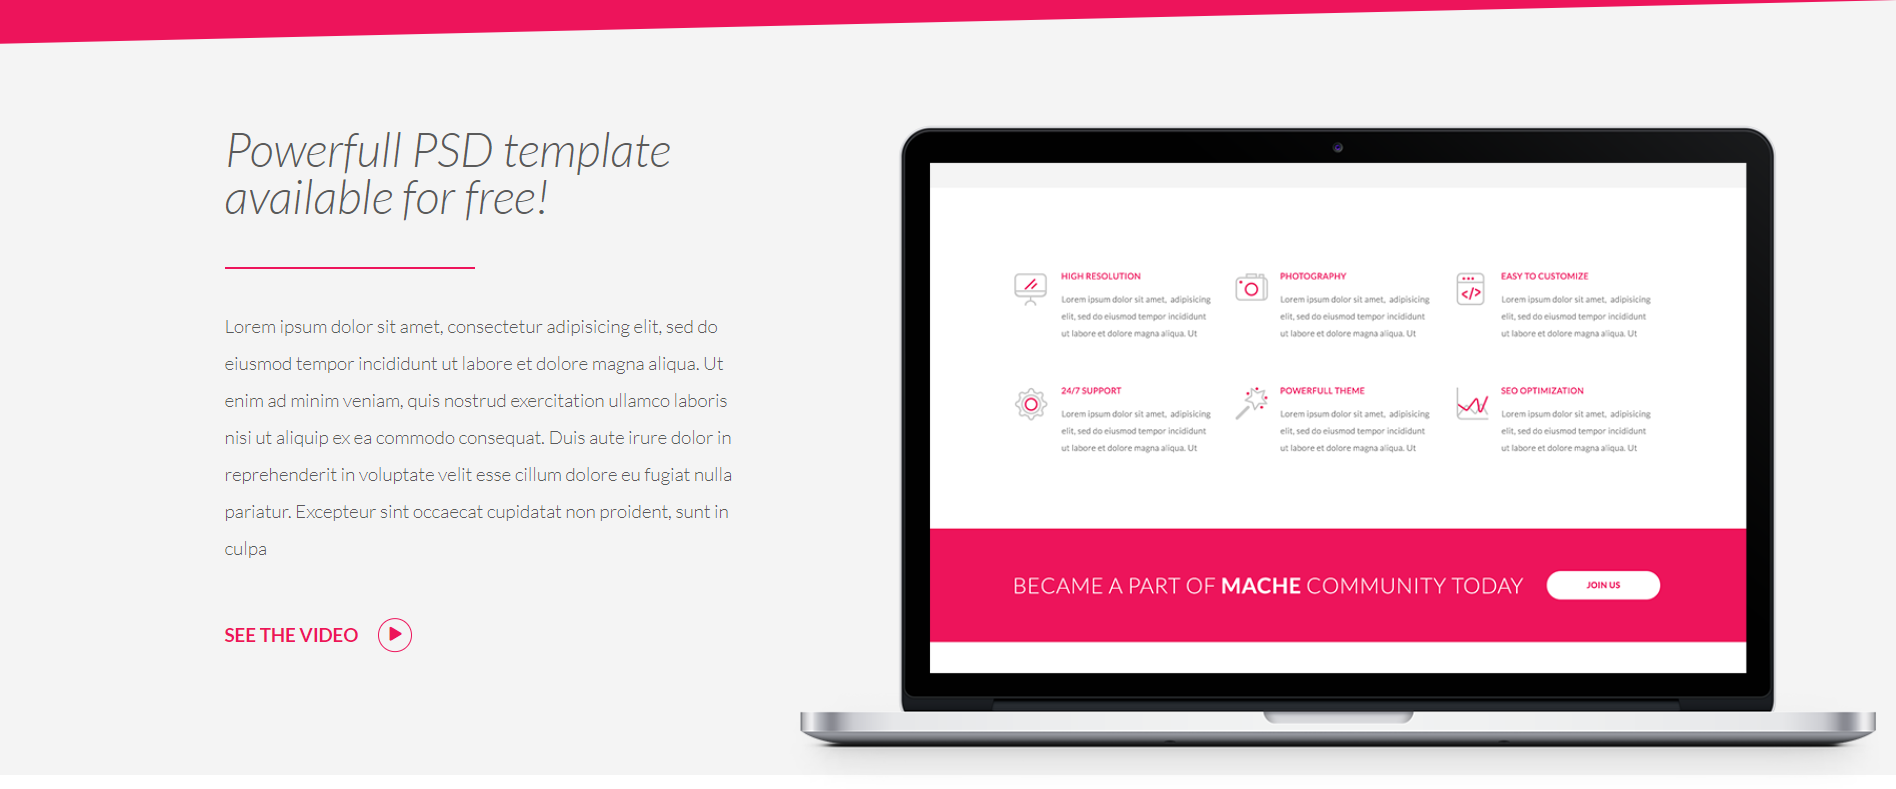 Powerfull PSD template
available for free!
Lorem ipsum dolor sit amet, consectetur adipisicing elit, sed do
eiusmod tempor incididunt ut labore et dolore magna aliqua. Ut
enim ad minim veniam, quis nostrud exercitation ullamco laboris
nisi ut aliquip ex ea commodo consequat. Duis aute irure dolor in
reprehenderit in voluptate velit esse cillum dolore eu fugiat nulla
pariatur. Excepteur sint occaecat cupidatat non proident, sunt in
culpa
SEE THE VIDEO
HIGH RESOLUTION
Lorem ipsum dolor sit amet, adipisicing
elit, sed do eiusmod tempor incididunt
ut labore et dolore magna aliqua. Ut
PHOTOGRAPHY
Lorem ipsum dolor sit amet, adipisicing
elit, sed do eiusmod tempor incididunt
ut labore et dolore magna aliqua. Ut
EASY TO CUSTOMIZE
Lorem ipsum dolor sit amet, adipisicing
elit, sed do eiusmod tempor incididunt
ut labore et dolore magna aliqua. Ut
24/7 SUPPORT
Lorem ipsum dolor sit amet, adipisicing
elit, sed do eiusmod tempor incididunt
ut labore et dolore magna aliqua. Ut
POWERFULL THEME
Lorem ipsum dolor sit amet, adipisicing
elit, sed do eiusmod tempor incididunt
ut labore et dolore magna aliqua. Ut
SEO OPTIMIZATION
Lorem ipsum dolor sit amet, adipisicing
elit, sed do eiusmod tempor incididunt
ut labore et dolore magna aliqua. Ut
BECAME A PART OF MACHE COMMUNITY TODAY
JOIN US